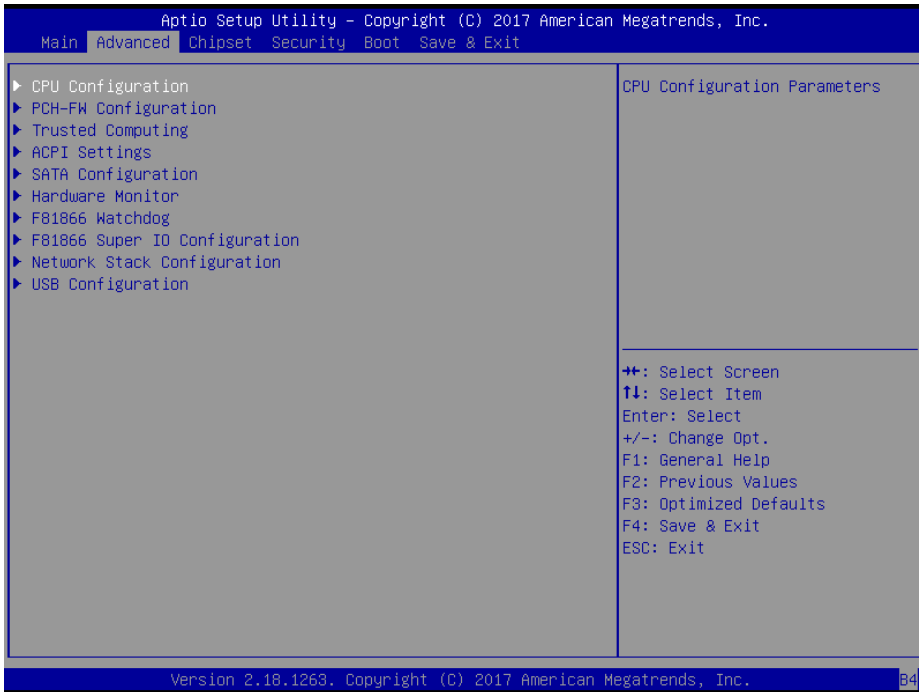 Aptio Setup Utility – Copyright (C) 2017 American Megatrends, Inc.
Main Advanced Chipset Security Boot Save & Exit
CPU Configuration
PCH-FW Configuration
Trusted Computing
ACPI Settings
SATA Configuration
Hardware Monitor
F81866 Watchdog
F81866 Super IO Configuration
Network Stack Configuration
USB Configuration
CPU Configuration Parameters
→←: Select Screen
↑↓: Select Item
Enter: Select
+/-: Change Opt.
F1: General Help
F2: Previous Values
F3: Optimized Defaults
F4: Save & Exit
ESC: Exit
Version 2.18.1263. Copyright (C) 2017 American Megatrends, Inc.
B4